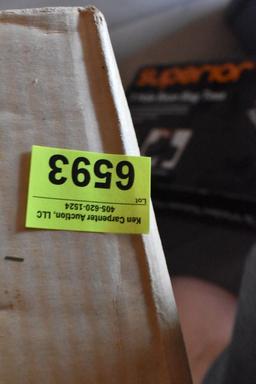 Ken Carpenter Auction, LLC
405-620-1524
Lot
6593
superior